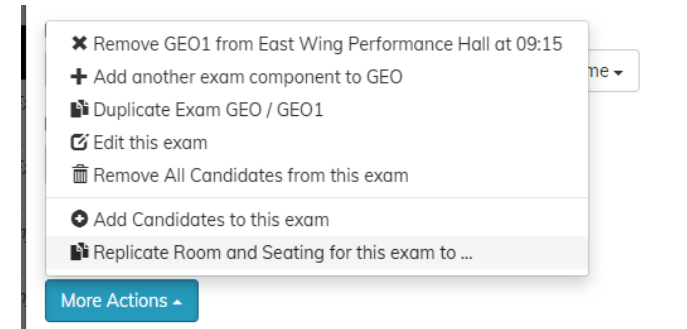 Remove GEO1 from East Wing Performance Hall at 09:15
Add another exam component to GEO
me
Duplicate Exam GEO / GEO1
Edit this exam
Remove All Candidates from this exam
Add Candidates to this exam
Replicate Room and Seating for this exam to ...
More Actions